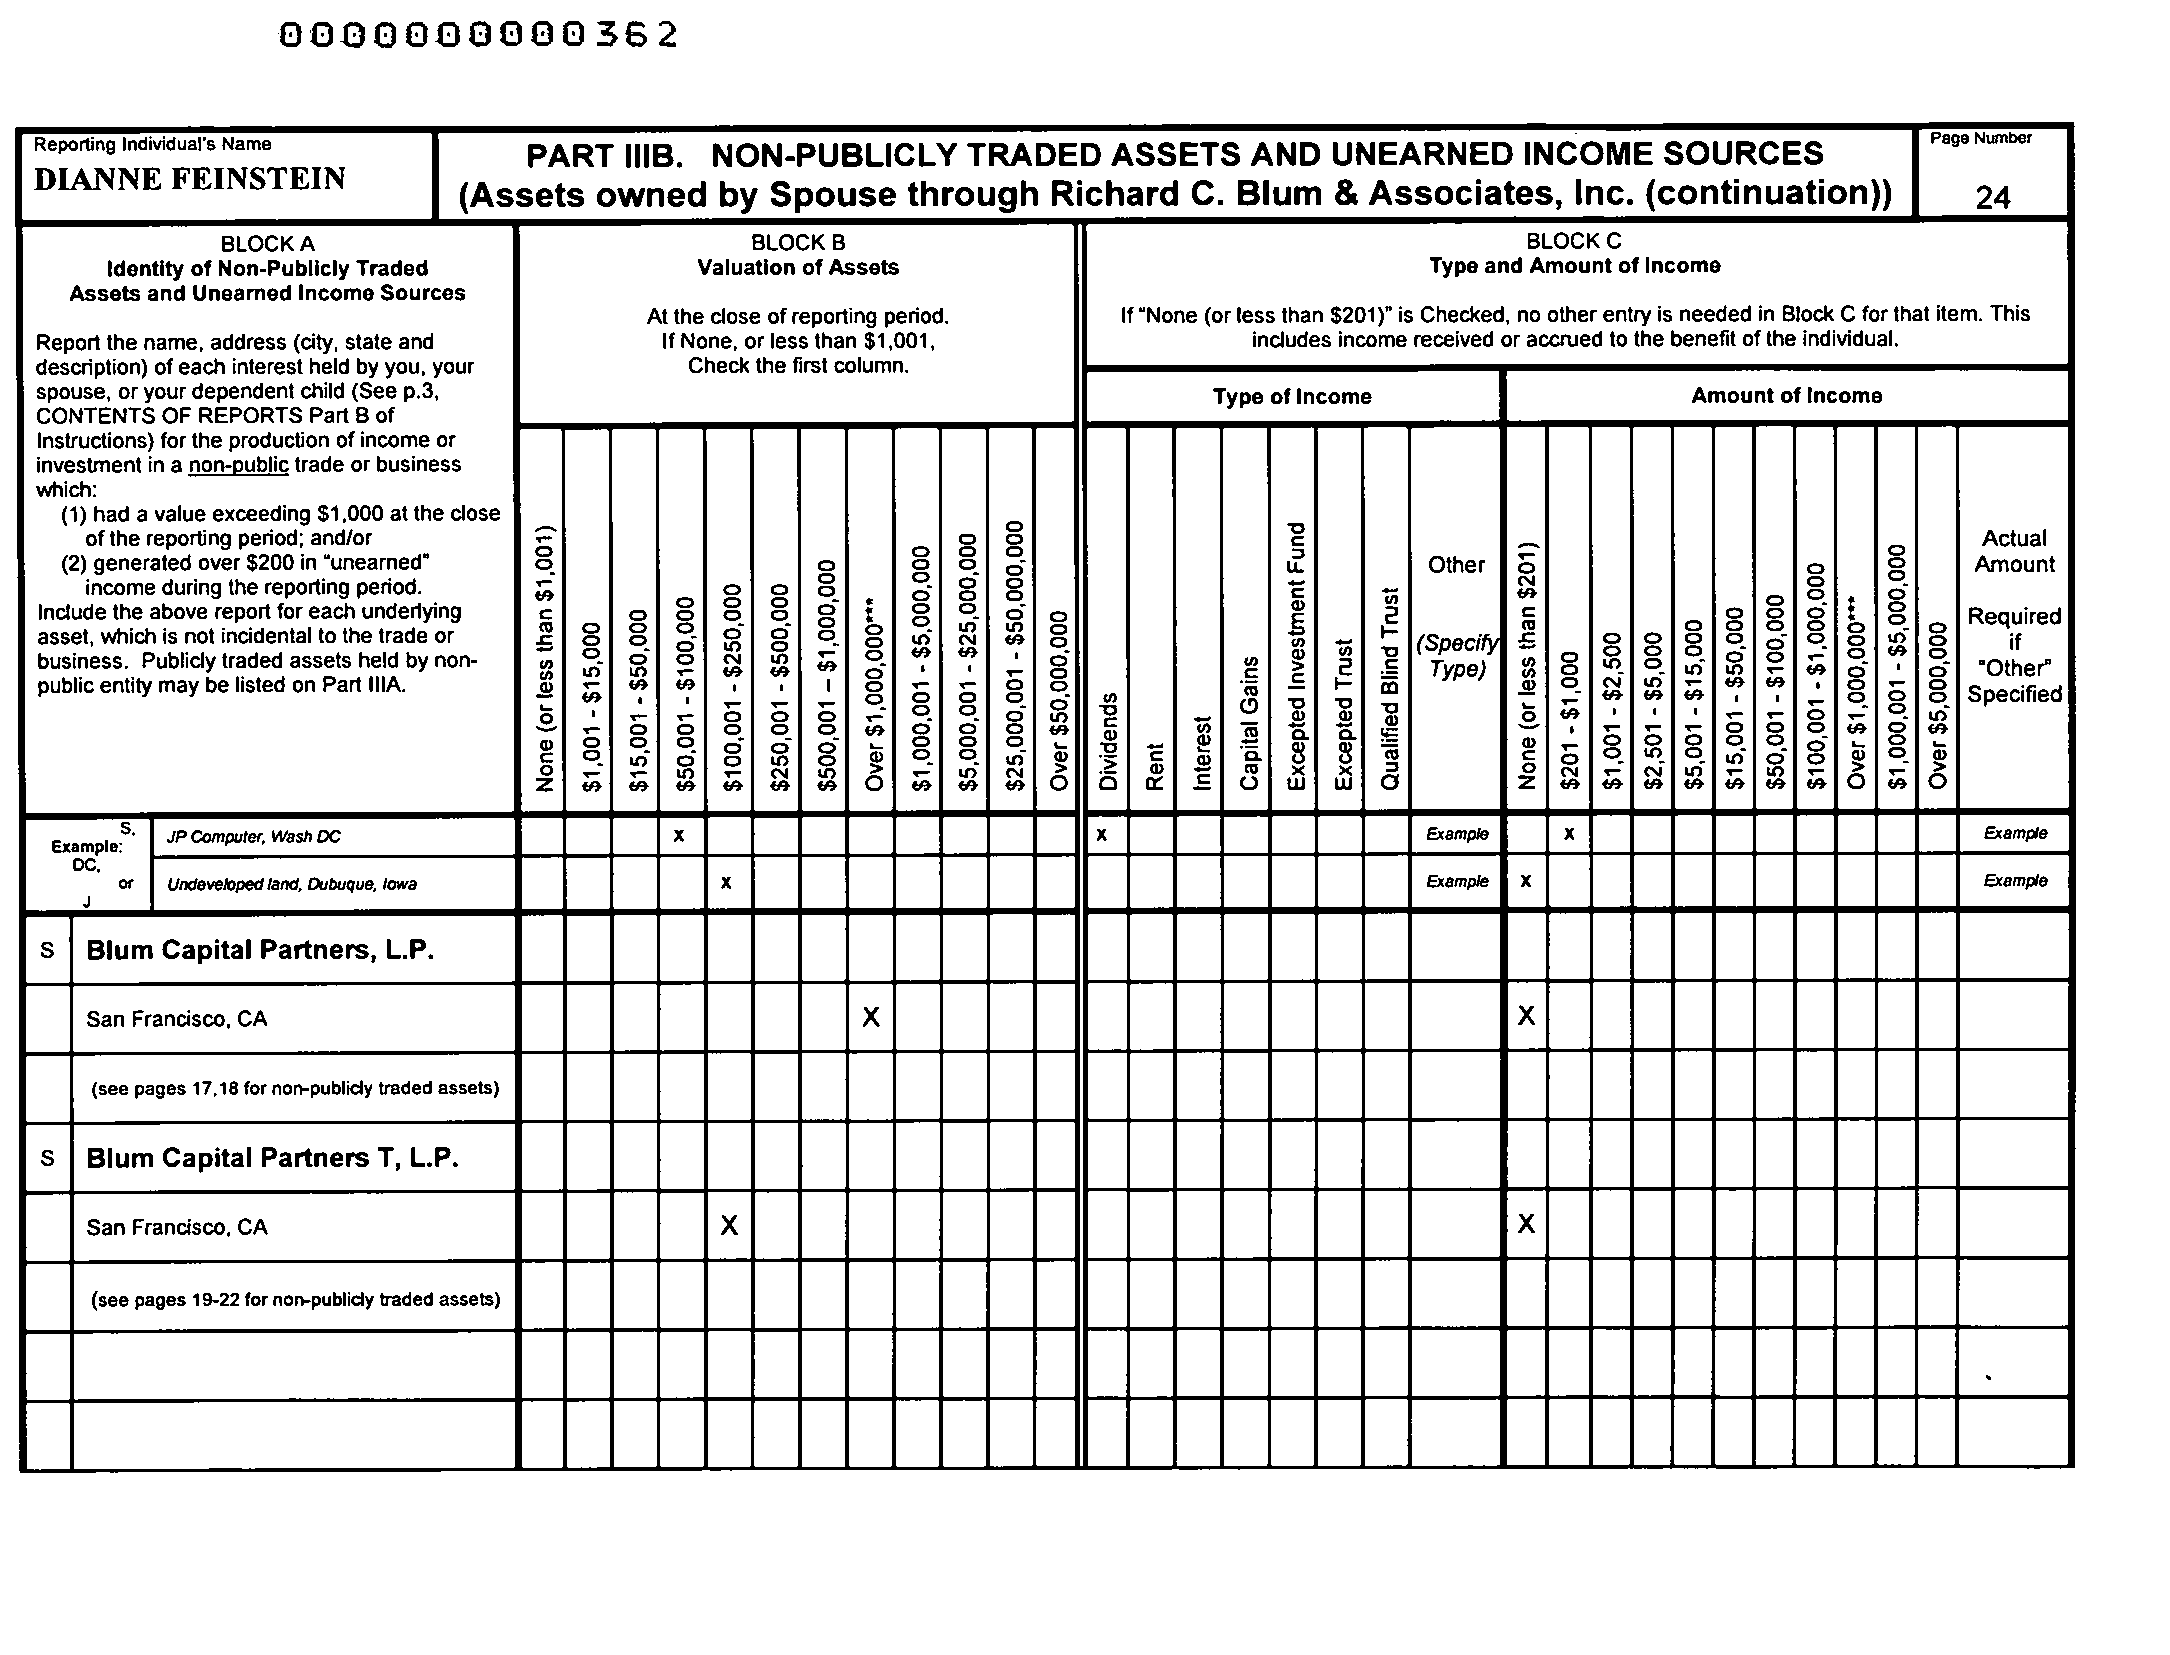 0000000000362
Reporting Individual's Name
DIANNE FEINSTEIN
PART IIIB. NON-PUBLICLY TRADED ASSETS AND UNEARNED INCOME SOURCES
(Assets owned by Spouse through Richard C. Blum & Associates, Inc. (continuation))
Page Number
24
BLOCK A
Identity of Non-Publicly Traded
Assets and Unearned Income Sources
Report the name, address (city, state and
description) of each interest held by you, your
spouse, or your dependent child (See p.3,
CONTENTS OF REPORTS Part B of
Instructions) for the production of income or
investment in a non-public trade or business
which:
(1) had a value exceeding $1,000 at the close
of the reporting period; and/or
(2) generated over $200 in "unearned"
income during the reporting period.
Include the above report for each underlying
asset, which is not incidental to the trade or
business. Publicly traded assets held by non-
public entity may be listed on Part IIIA.
BLOCK B
Valuation of Assets
At the close of reporting period.
If None, or less than $1,001,
Check the first column.
None (or less than $1,001)
$1,001 - $15,000
$15,001 - $50,000
$50,001 - $100,000
$100,001 - $250,000
$250,001 - $500,000
$500,001 – $1,000,000
Over $1,000,000***
$1,000,001 - $5,000,000
$5,000,001 - $25,000,000
$25,000,001 - $50,000,000
Over $50,000,000
BLOCK C
Type and Amount of Income
If "None (or less than $201)" is Checked, no other entry is needed in Block C for that item. This
includes income received or accrued to the benefit of the individual.
Type of Income
Dividends
Rent
Interest
Capital Gains
Excepted Investment Fund
Excepted Trust
Qualified Blind Trust
Other
(Specify
Type)
Amount of Income
None (or less than $201)
$201 - $1,000
$1,001 - $2,500
$2,501 - $5,000
$5,001 - $15,000
$15,001 - $50,000
$50,001 - $100,000
$100,001 - $1,000,000
Over $1,000,000***
$1,000,001 - $5,000,000
Over $5,000,000
Actual
Amount
Required
if
"Other"
Specified
Example: S,
DC,
or
J
JP Computer, Wash DC x x Example x Example
Undeveloped land, Dubuque, Iowa x Example x Example
S Blum Capital Partners, L.P.
San Francisco, CA X X
(see pages 17,18 for non-publicly traded assets)
S Blum Capital Partners T, L.P.
San Francisco, CA X X
(see pages 19-22 for non-publicly traded assets)